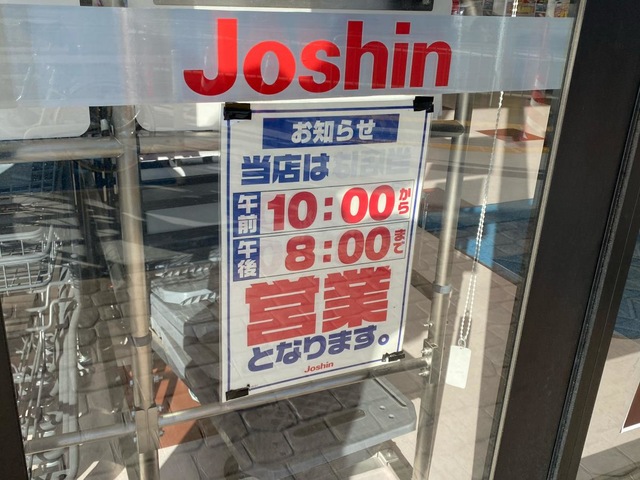 Joshin
お知らせ
当店は
午前 10:00から
午後 8:00まで
営業
となります。
Joshin